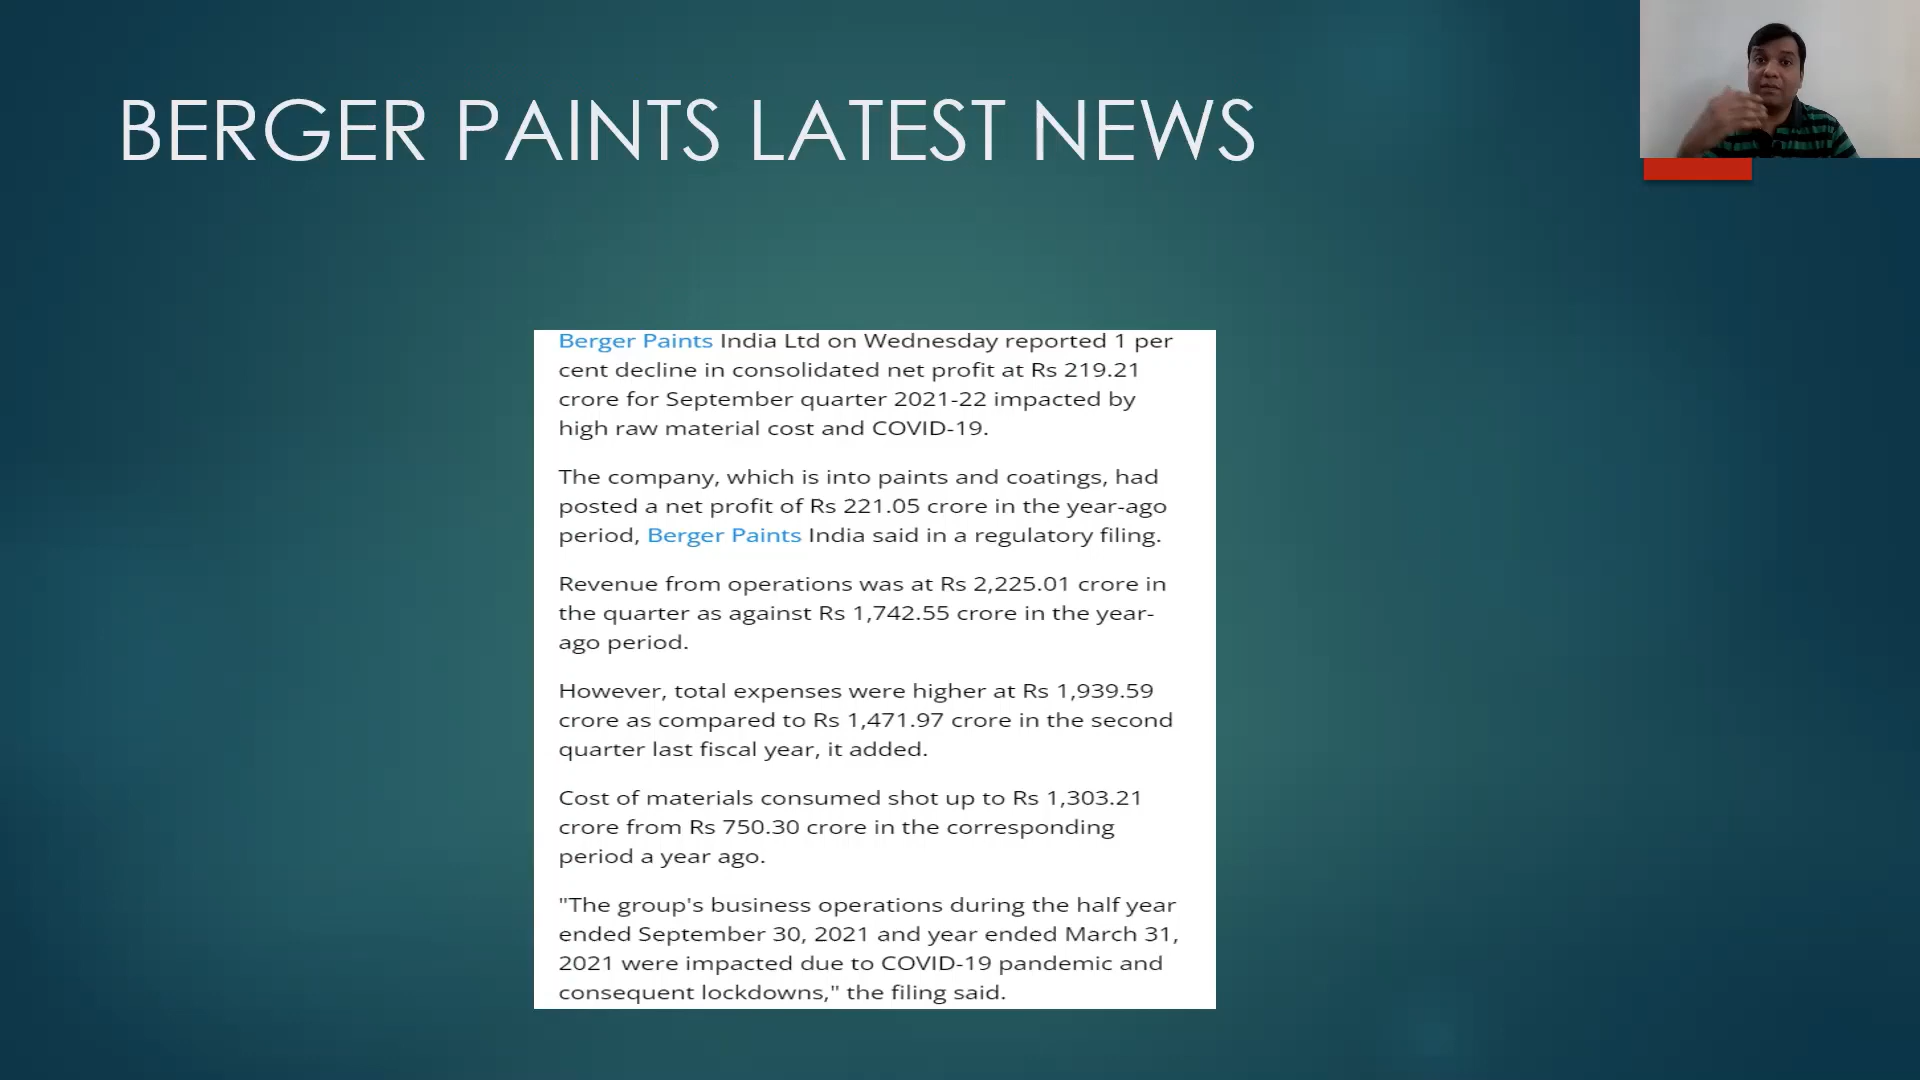 BERGER PAINTS LATEST NEWS
Berger Paints India Ltd on Wednesday reported 1 per
cent decline in consolidated net profit at Rs 219.21
crore for September quarter 2021-22 impacted by
high raw material cost and COVID-19.
The company, which is into paints and coatings, had
posted a net profit of Rs 221.05 crore in the year-ago
period, Berger Paints India said in a regulatory filing.
Revenue from operations was at Rs 2,225.01 crore in
the quarter as against Rs 1,742.55 crore in the year-
ago period.
However, total expenses were higher at Rs 1,939.59
crore as compared to Rs 1,471.97 crore in the second
quarter last fiscal year, it added.
Cost of materials consumed shot up to Rs 1,303.21
crore from Rs 750.30 crore in the corresponding
period a year ago.
"The group's business operations during the half year
ended September 30, 2021 and year ended March 31,
2021 were impacted due to COVID-19 pandemic and
consequent lockdowns," the filing said.